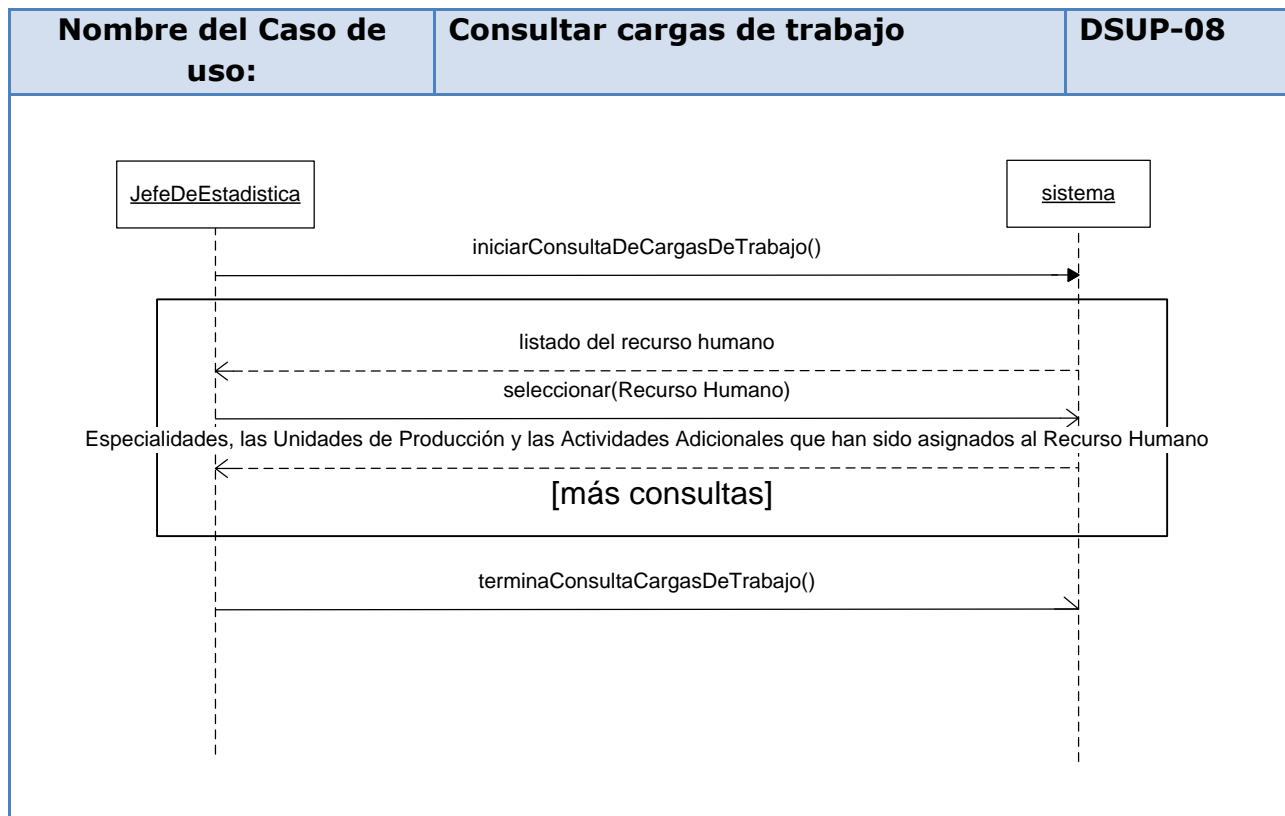 Nombre del Caso de
uso:
Consultar cargas de trabajo
DSUP-08
JefeDeEstadistica
sistema
iniciarConsultaDeCargasDeTrabajo()
listado del recurso humano
seleccionar(Recurso Humano)
Especialidades, las Unidades de Producción y las Actividades Adicionales que han sido asignados al Recurso Humano
[más consultas]
terminaConsultaCargasDeTrabajo()